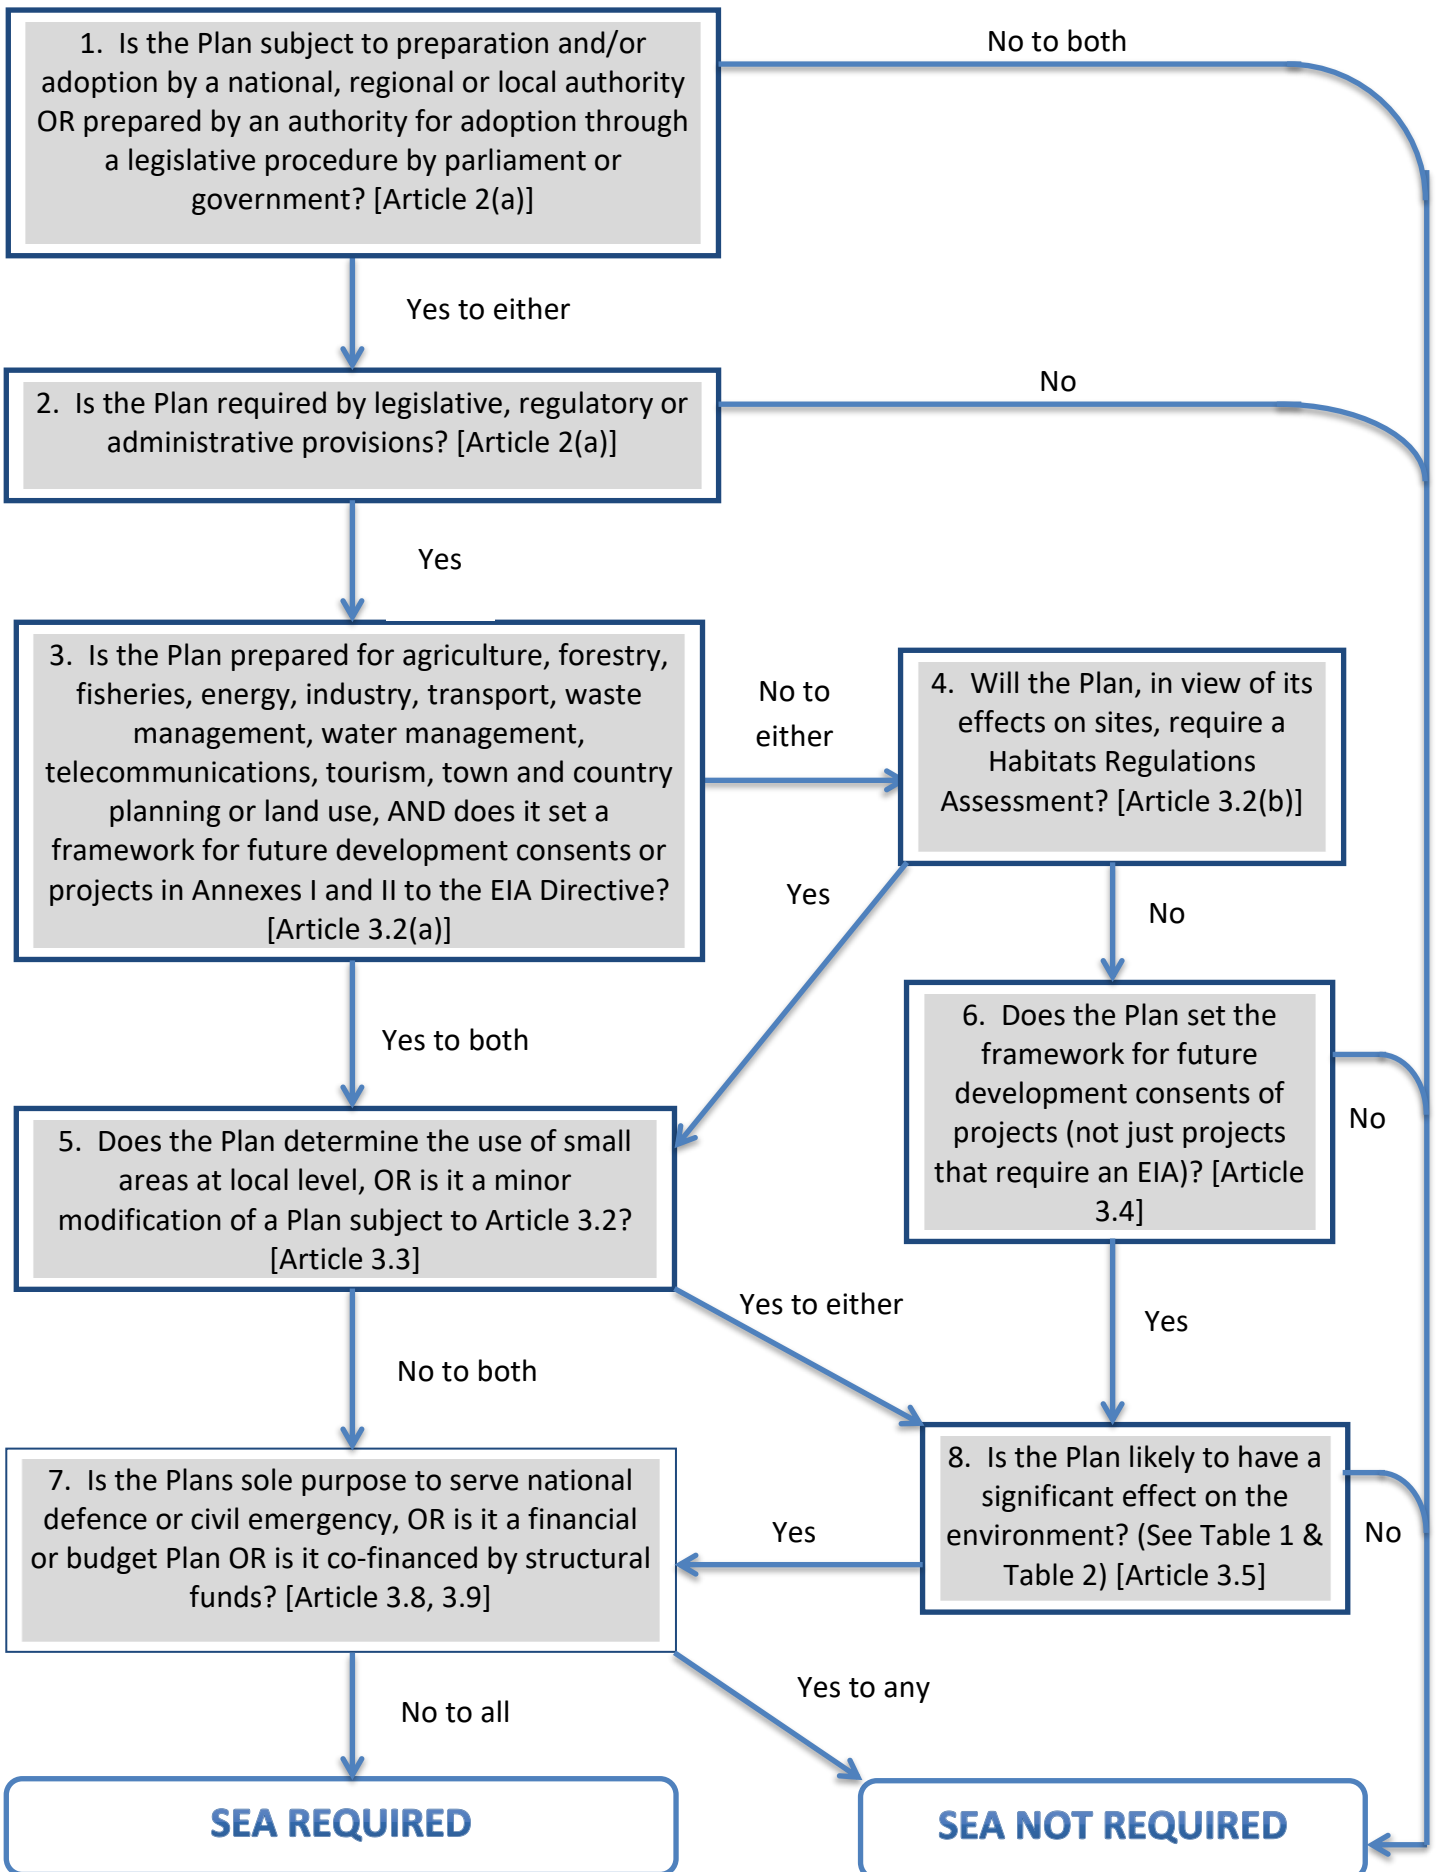 1. Is the Plan subject to preparation and/or
adoption by a national, regional or local authority
OR prepared by an authority for adoption through
a legislative procedure by parliament or
government? [Article 2(a)]
No to both
Yes to either
2. Is the Plan required by legislative, regulatory or
administrative provisions? [Article 2(a)]
No
Yes
3. Is the Plan prepared for agriculture, forestry,
fisheries, energy, industry, transport, waste
management, water management,
telecommunications, tourism, town and country
planning or land use, AND does it set a
framework for future development consents or
projects in Annexes I and II to the EIA Directive?
[Article 3.2(a)]
No to
either
4. Will the Plan, in view of its
effects on sites, require a
Habitats Regulations
Assessment? [Article 3.2(b)]
Yes
No
Yes to both
6. Does the Plan set the
framework for future
development consents of
projects (not just projects
that require an EIA)? [Article
3.4]
No
5. Does the Plan determine the use of small
areas at local level, OR is it a minor
modification of a Plan subject to Article 3.2?
[Article 3.3]
Yes to either
Yes
No to both
7. Is the Plans sole purpose to serve national
defence or civil emergency, OR is it a financial
or budget Plan OR is it co-financed by structural
funds? [Article 3.8, 3.9]
Yes
8. Is the Plan likely to have a
significant effect on the
environment? (See Table 1 &
Table 2) [Article 3.5]
No
No to all
Yes to any
SEA REQUIRED
SEA NOT REQUIRED